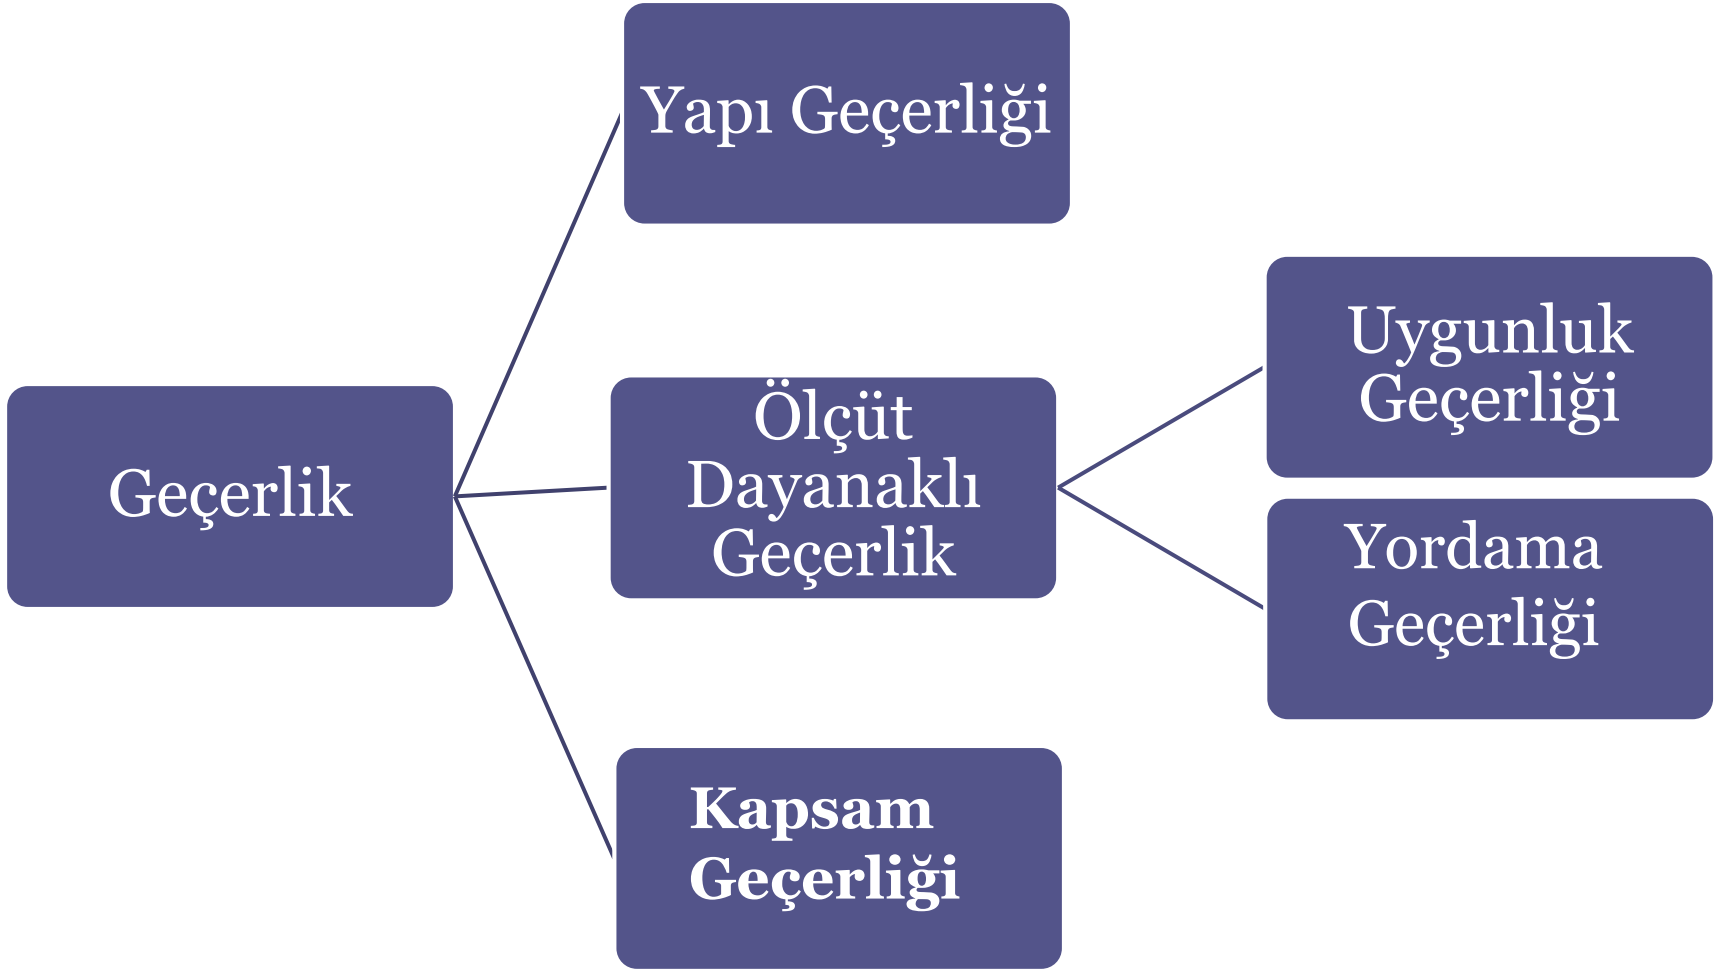 Geçerlik
Yapı Geçerliği
Ölçüt
Dayanaklı
Geçerlik
Uygunluk
Geçerliği
Yordama
Geçerliği
Kapsam
Geçerliği